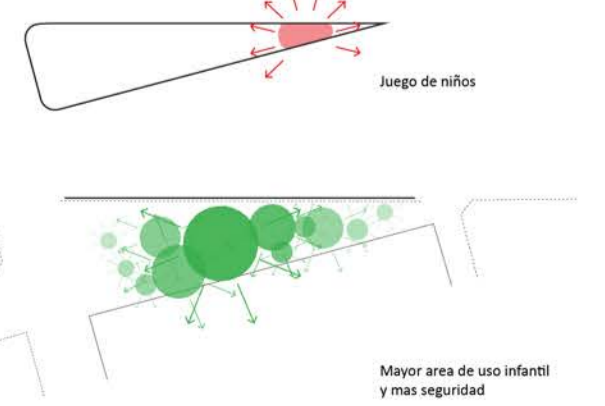 Juego de niños
Mayor area de uso infantil
y mas seguridad